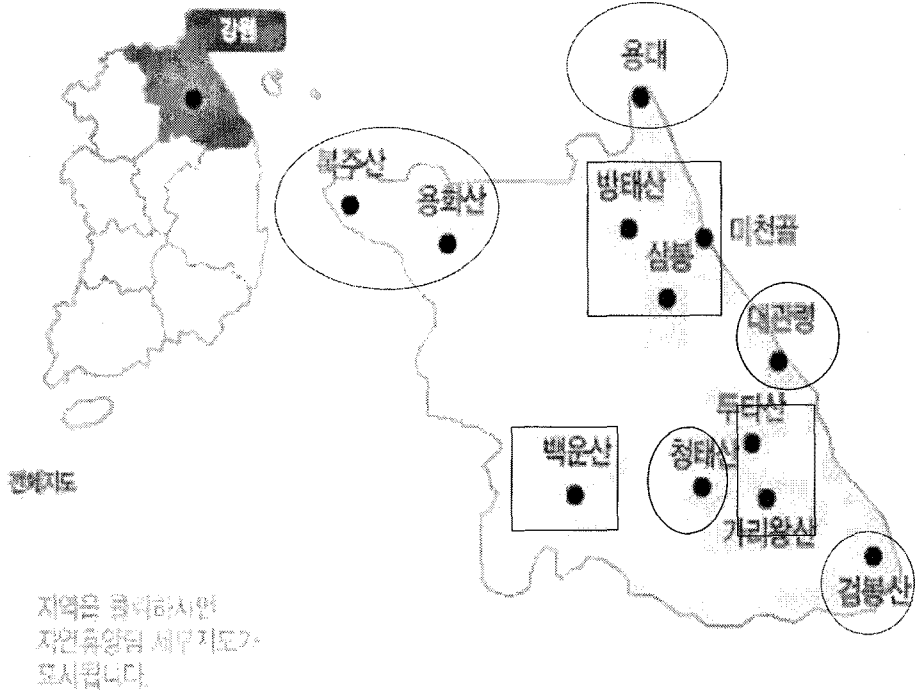 강원
용대
복주산
용화산
방태산
미천골
삼봉
대관령
두타산
백운산
청태산
가리왕산
검봉산
전체지도
지역을 클릭하시면
자연휴양림 세부지도가
표시됩니다.